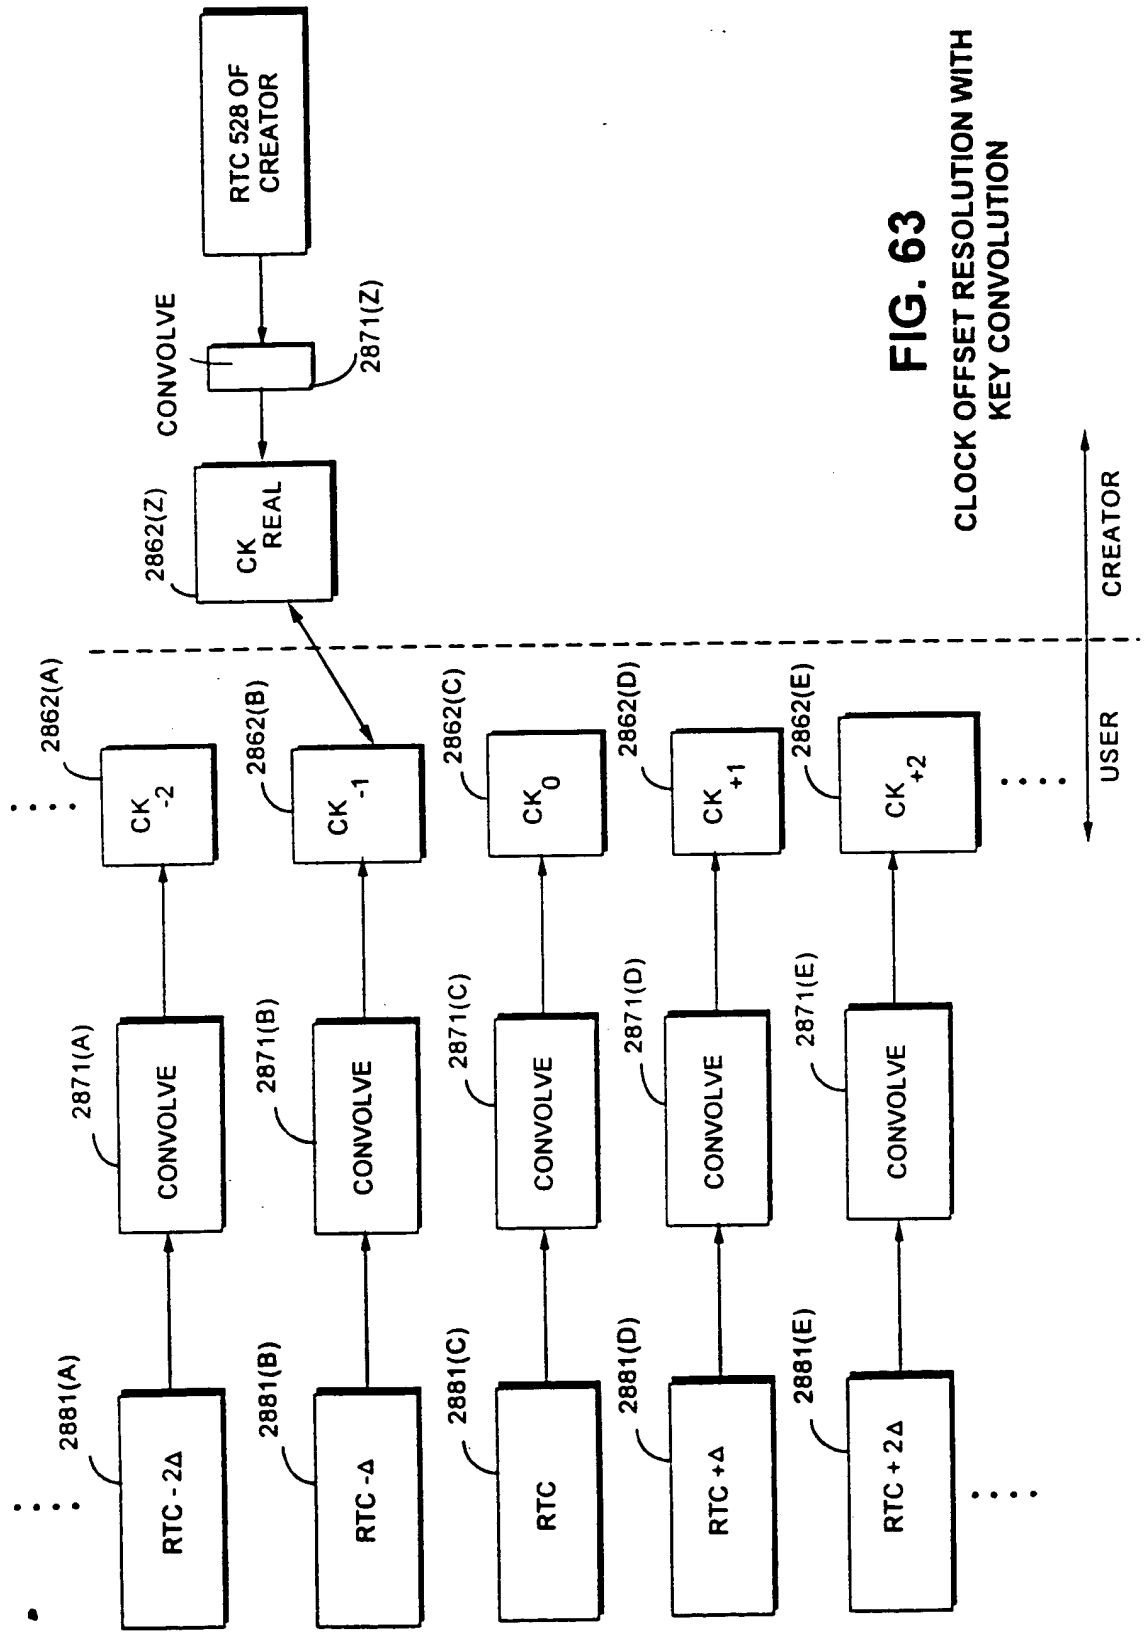 2881(A)
RTC - 2Δ
2871(A)
CONVOLVE
2862(A)
CK -2
2881(B)
RTC -Δ
2871(B)
CONVOLVE
2862(B)
CK -1
2881(C)
RTC
2871(C)
CONVOLVE
2862(C)
CK0
2881(D)
RTC +Δ
2871(D)
CONVOLVE
2862(D)
CK +1
2881(E)
RTC + 2Δ
2871(E)
CONVOLVE
2862(E)
CK +2
2862(Z)
CK REAL
CONVOLVE
2871(Z)
RTC 528 OF
CREATOR
FIG. 63
CLOCK OFFSET RESOLUTION WITH
KEY CONVOLUTION
USER
CREATOR